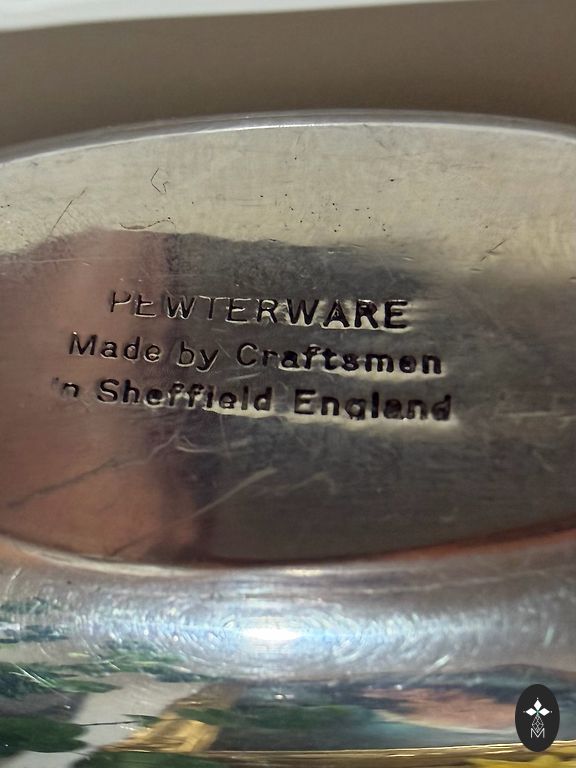 PEWTERWARE
Made by Craftsmen
in Sheffield England
M